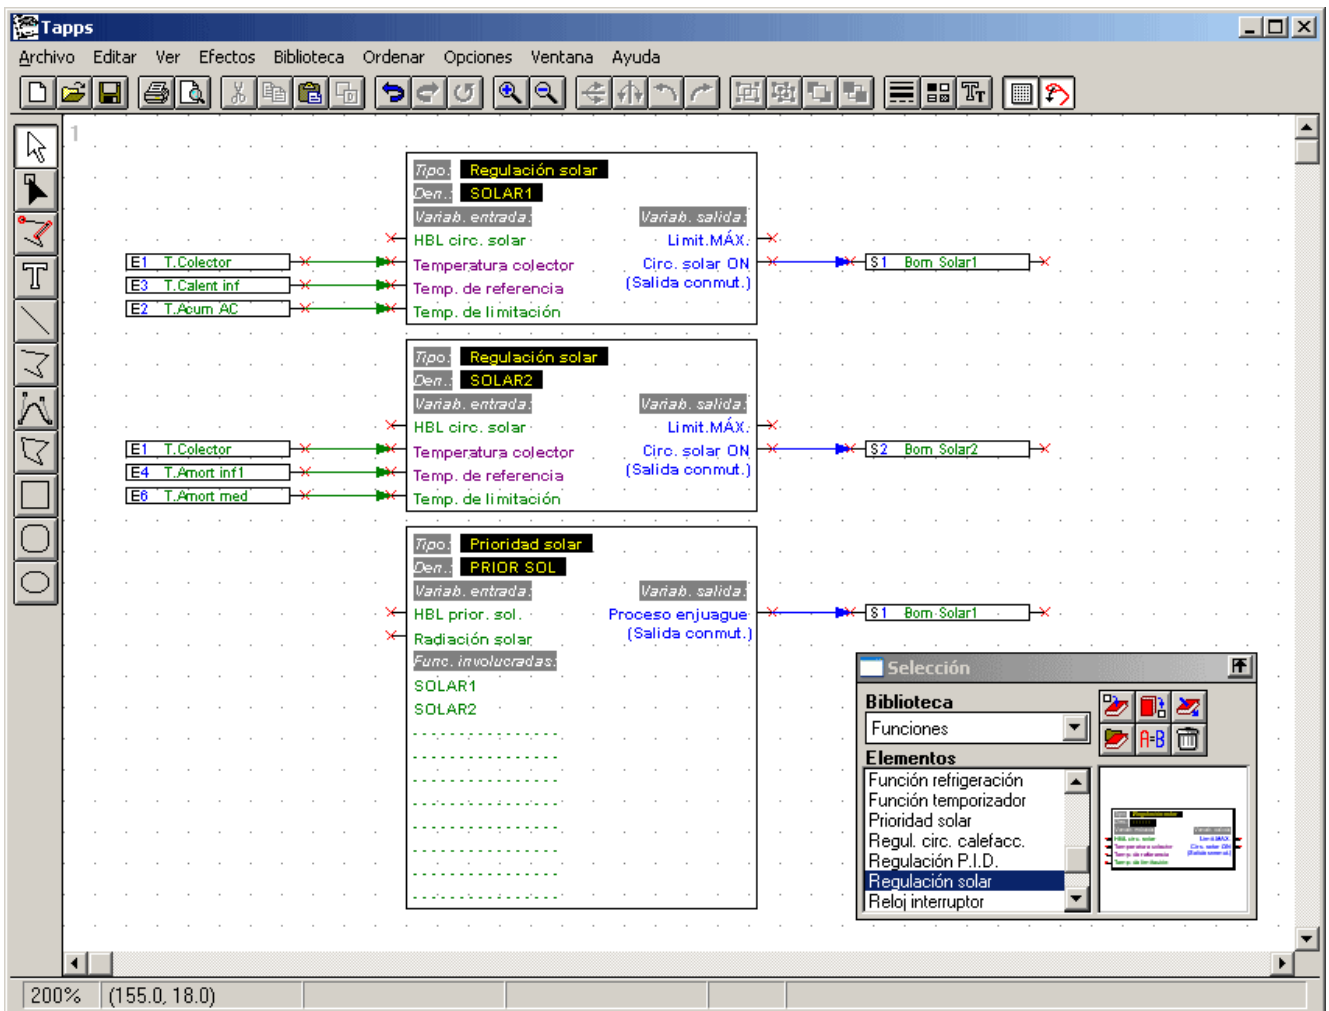 Tapps
Archivo Editar Ver Efectos Biblioteca Ordenar Opciones Ventana Ayuda
1
Tipo: Regulación solar
Den.: SOLAR1
Variab. entrada: Variab. salida:
HBL circ. solar Limit.MÁX.
E1 T.Colector Temperatura colector Circ. solar ON S1 Bom Solar1
E3 T.Calent inf Temp. de referencia (Salida conmut.)
E2 T.Acum AC Temp. de limitación
Tipo: Regulación solar
Den.: SOLAR2
Variab. entrada: Variab. salida:
HBL circ. solar Limit.MÁX.
E1 T.Colector Temperatura colector Circ. solar ON S2 Bom Solar2
E4 T.Amort inf1 Temp. de referencia (Salida conmut.)
E6 T.Amort med Temp. de limitación
Tipo: Prioridad solar
Den.: PRIOR SOL
Variab. entrada: Variab. salida:
HBL prior. sol. Proceso enjuague S1 Bom Solar1
Radiación solar (Salida conmut.)
Func. involucradas:
SOLAR1
SOLAR2
Selección
Biblioteca
Funciones
A=B
Elementos
Función refrigeración
Función temporizador
Prioridad solar
Regul. circ. calefacc.
Regulación P.I.D.
Regulación solar
Reloj interruptor
200% (155.0, 18.0)